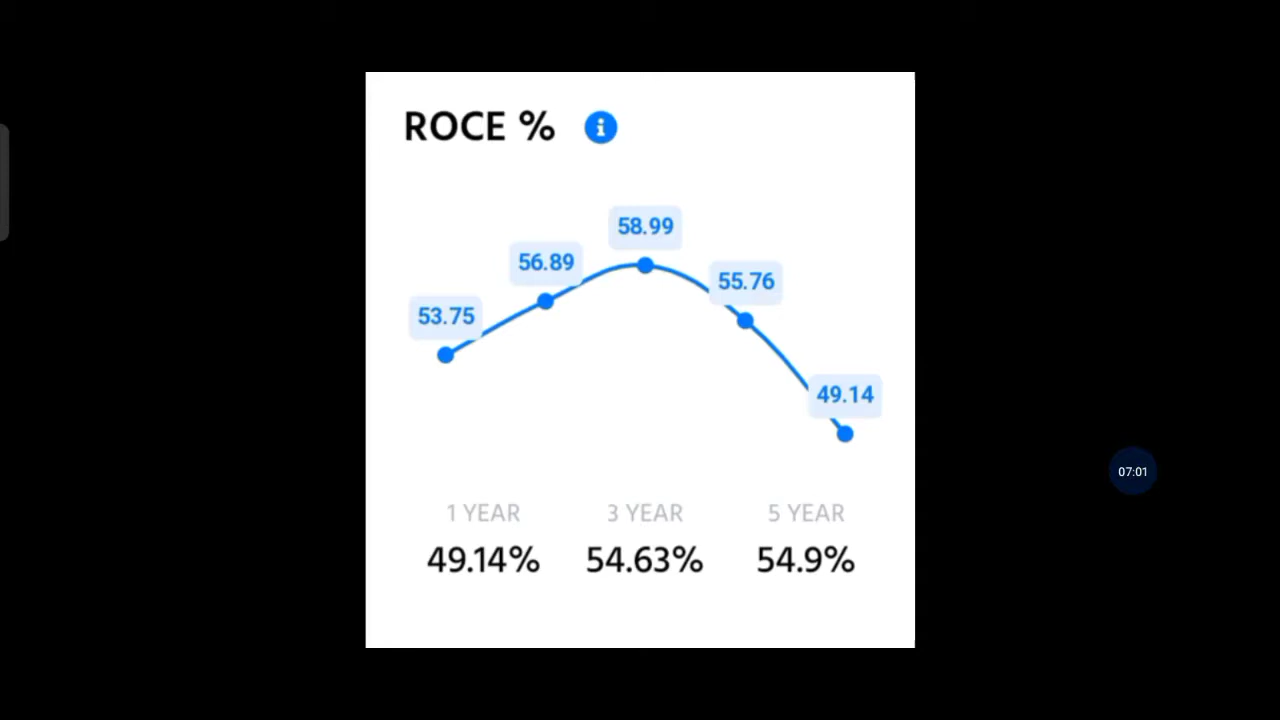 ROCE %
58.99
56.89
55.76
53.75
49.14
07:01
1 YEAR 3 YEAR 5 YEAR
49.14% 54.63% 54.9%